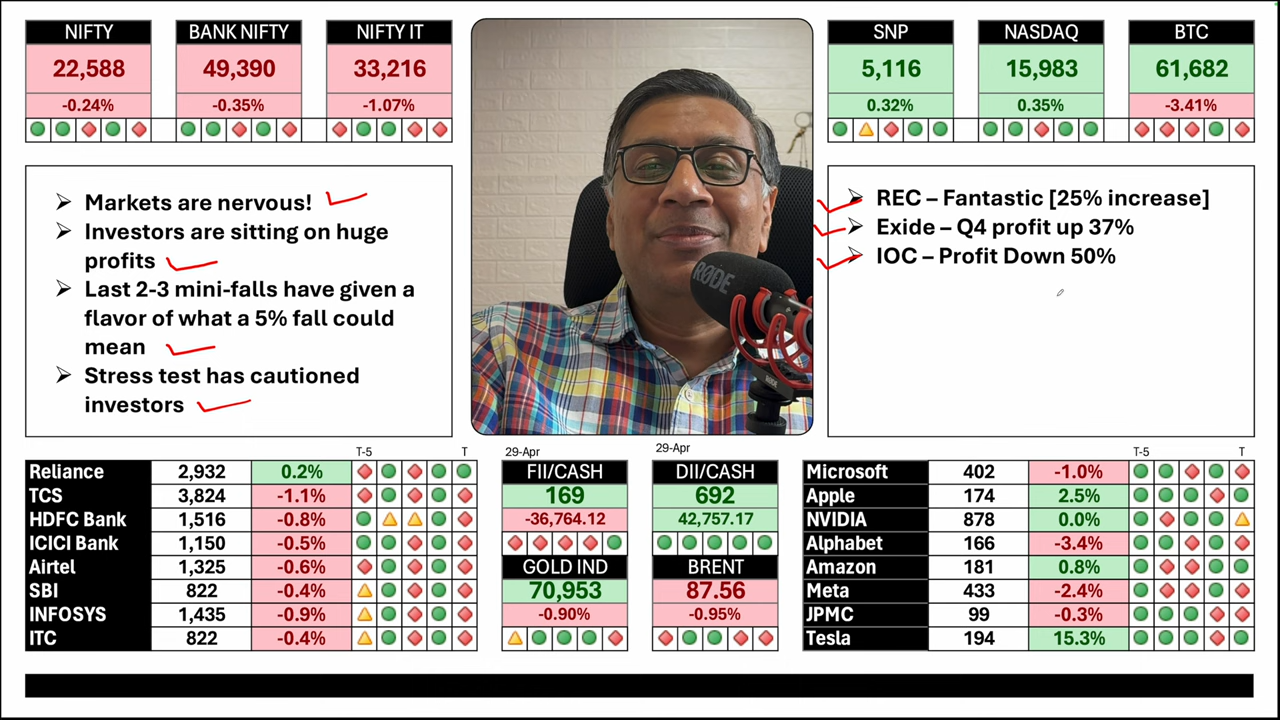 NIFTY
22,588
-0.24%
BANK NIFTY
49,390
-0.35%
NIFTY IT
33,216
-1.07%
SNP
5,116
0.32%
NASDAQ
15,983
0.35%
BTC
61,682
-3.41%
Markets are nervous!
Investors are sitting on huge
profits
Last 2-3 mini-falls have given a
flavor of what a 5% fall could
mean
Stress test has cautioned
investors
RØDE
RØDE
REC – Fantastic [25% increase]
Exide – Q4 profit up 37%
IOC – Profit Down 50%
T-5 T
Reliance 2,932 0.2%
TCS 3,824 -1.1%
HDFC Bank 1,516 -0.8%
ICICI Bank 1,150 -0.5%
Airtel 1,325 -0.6%
SBI 822 -0.4%
INFOSYS 1,435 -0.9%
ITC 822 -0.4%
29-Apr
FII/CASH
169
-36,764.12
GOLD IND
70,953
-0.90%
29-Apr
DII/CASH
692
42,757.17
BRENT
87.56
-0.95%
T-5 T
Microsoft 402 -1.0%
Apple 174 2.5%
NVIDIA 878 0.0%
Alphabet 166 -3.4%
Amazon 181 0.8%
Meta 433 -2.4%
JPMC 99 -0.3%
Tesla 194 15.3%